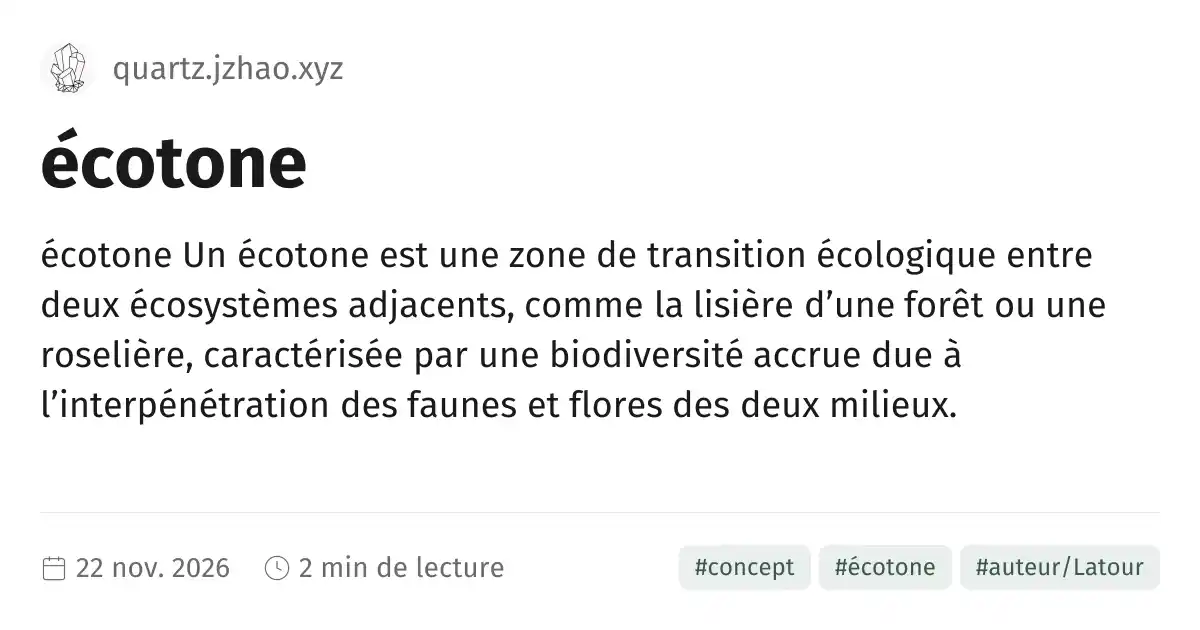 quartz.jzhao.xyz
écotone
écotone Un écotone est une zone de transition écologique entre
deux écosystèmes adjacents, comme la lisière d’une forêt ou une
roselière, caractérisée par une biodiversité accrue due à
l’interpénétration des faunes et flores des deux milieux.
22 nov. 2026 2 min de lecture #concept #écotone #auteur/Latour